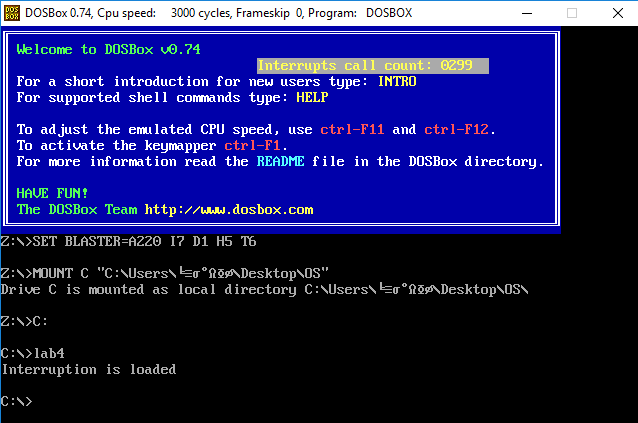 DOSBox 0.74, Cpu speed: 3000 cycles, Frameskip 0, Program: DOSBOX
Welcome to DOSBox v0.74
Interrupts call count: 0299
For a short introduction for new users type: INTRO
For supported shell commands type: HELP
To adjust the emulated CPU speed, use ctrl-F11 and ctrl-F12.
To activate the keymapper ctrl-F1.
For more information read the README file in the DOSBox directory.
HAVE FUN!
The DOSBox Team http://www.dosbox.com
Z:\>SET BLASTER=A220 I7 D1 H5 T6
Z:\>MOUNT C "C:\Users\╘≡σ°ΩΦφ\Desktop\OS"
Drive C is mounted as local directory C:\Users\╘≡σ°ΩΦφ\Desktop\OS\
Z:\>C:
C:\>lab4
Interruption is loaded
C:\>